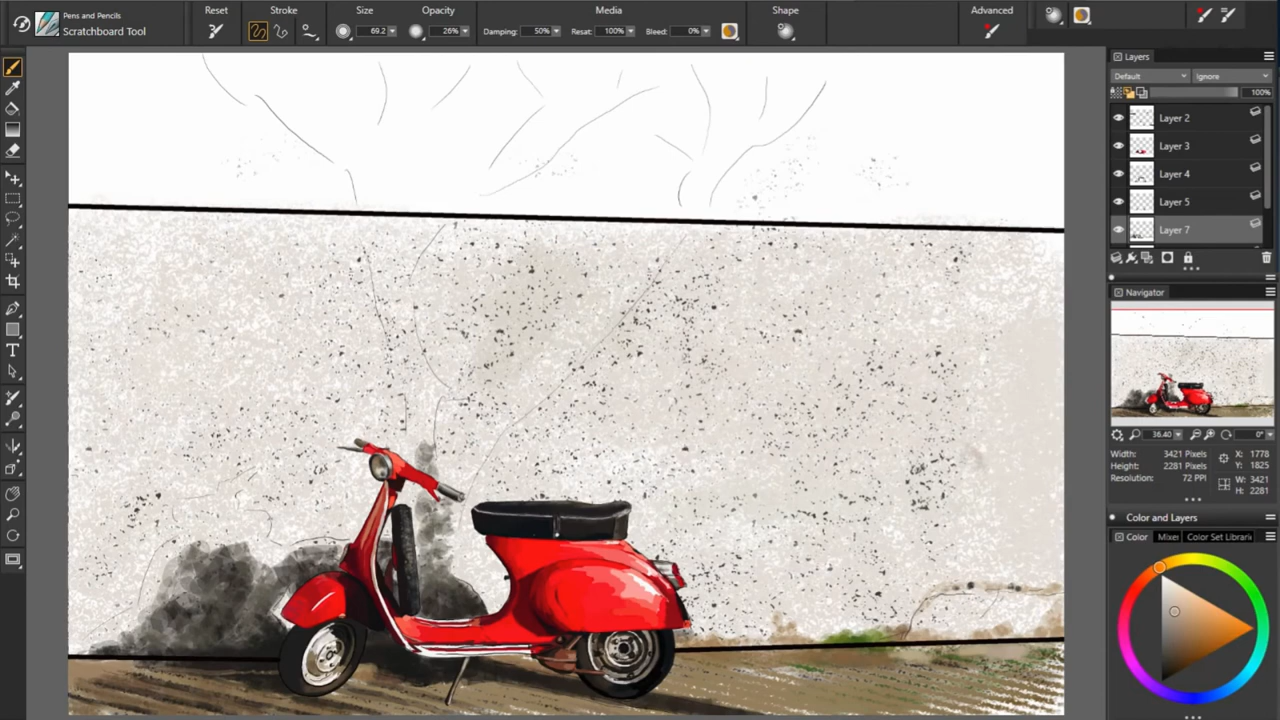 Pens and Pencils
Scratchboard Tool
Reset
Stroke
Size
69.2
Opacity
26%
Media
Damping: 50% Resat: 100% Bleed: 0%
Shape
Advanced
Layers
Default Ignore
100%
Layer 2
Layer 3
Layer 4
Layer 5
Layer 7
Navigator
36.40 0°
Width: 3421 Pixels X: 1778
Height: 2281 Pixels Y: 1825
Resolution: 72 PPI W: 3421
H: 2281
Color and Layers
Color Mixer Color Set Librari
T